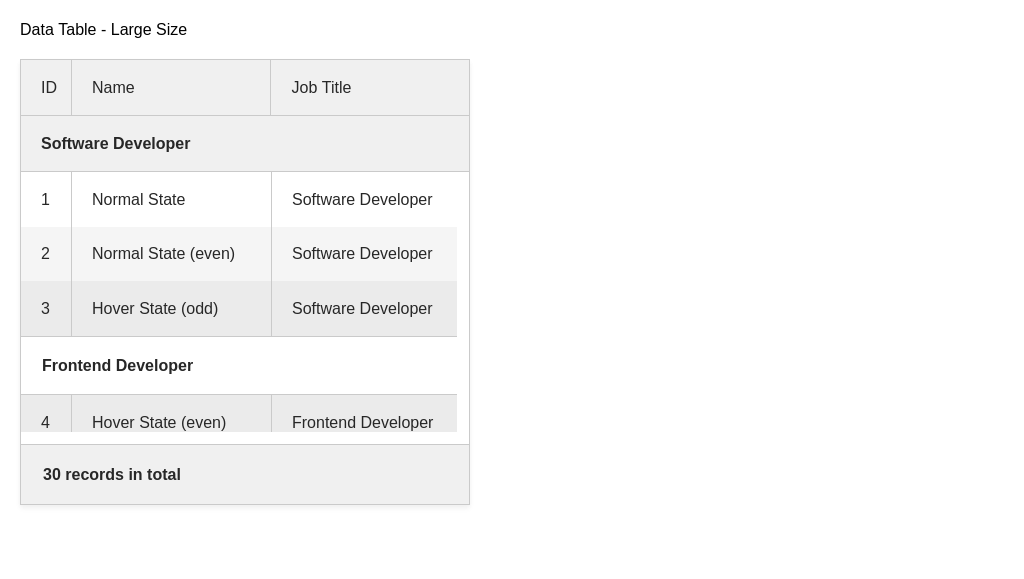 Data Table - Large Size
ID Name Job Title
Software Developer
1 Normal State Software Developer
2 Normal State (even) Software Developer
3 Hover State (odd) Software Developer
Frontend Developer
4 Hover State (even) Frontend Developer
30 records in total